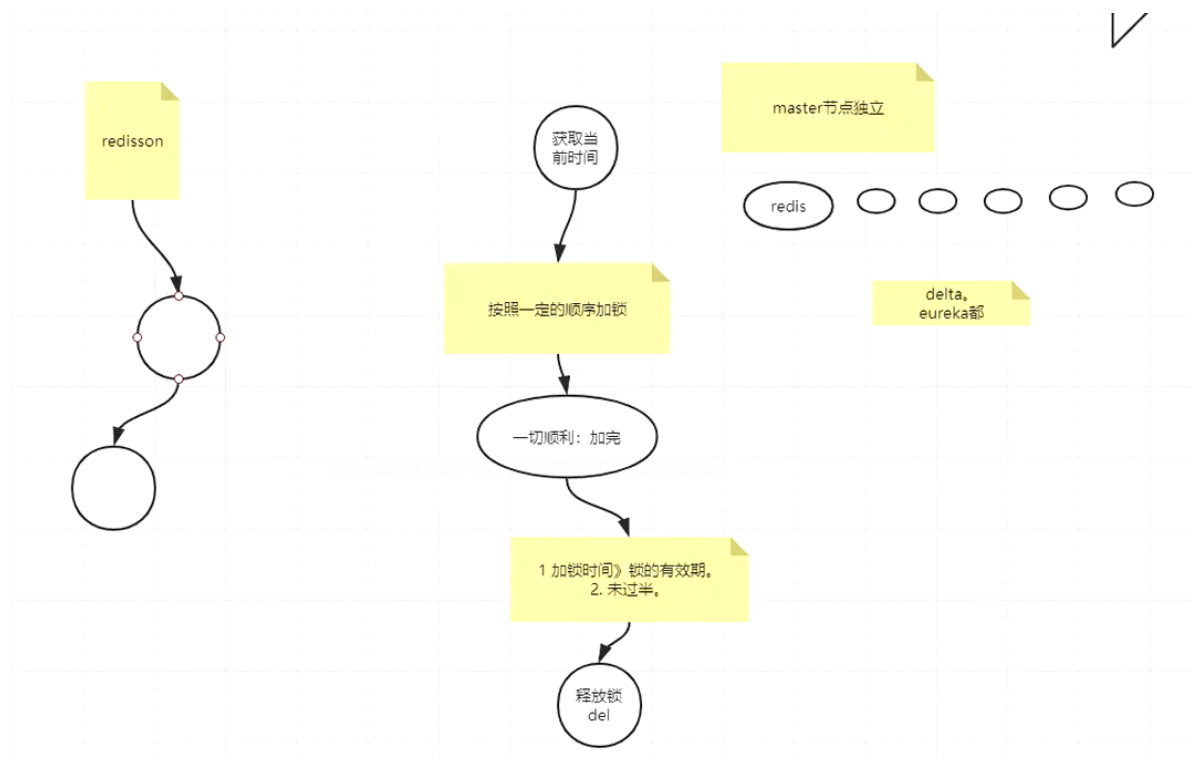 redisson
获取当
前时间
按照一定的顺序加锁
一切顺利：加完
1 加锁时间》锁的有效期。
2. 未过半。
释放锁
del
master节点独立
redis
delta。
eureka都